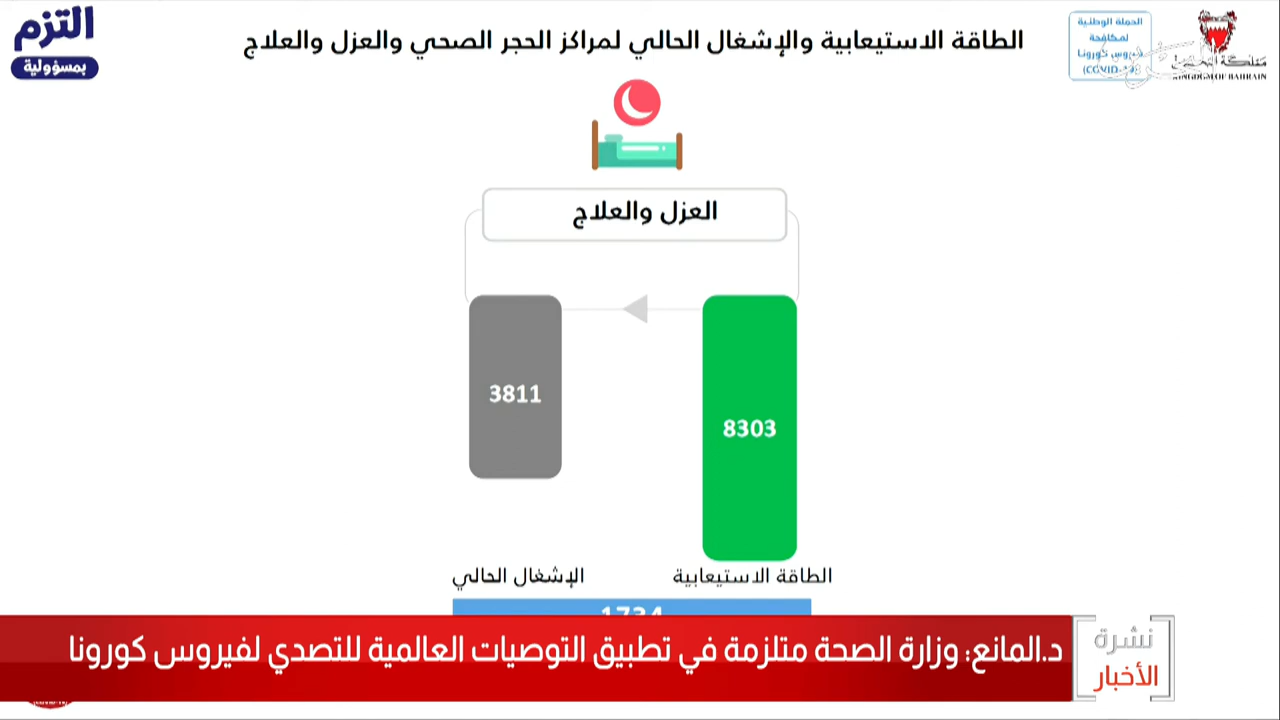 التزم
بمسؤولية
الطاقة الاستيعابية والإشغال الحالي لمراكز الحجر الصحي والعزل والعلاج
الحملة الوطنية
لمكافحة
فيروس كورونا
(COVID-19)
مملكة البحرين
KINGDOM OF BAHRAIN
العزل والعلاج
3811
8303
الإشغال الحالي
الطاقة الاستيعابية
1734
د.المانع: وزارة الصحة متلزمة في تطبيق التوصيات العالمية للتصدي لفيروس كورونا
نشرة
الأخبار